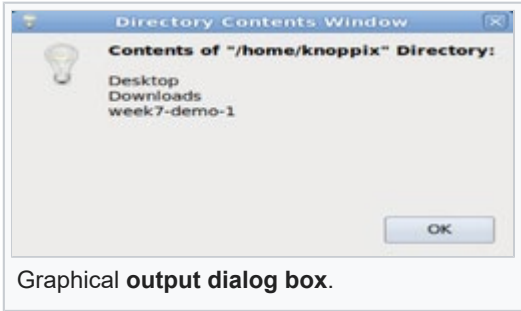 Directory Contents Window
Contents of "/home/knoppix" Directory:
Desktop
Downloads
week7-demo-1
OK
Graphical output dialog box.